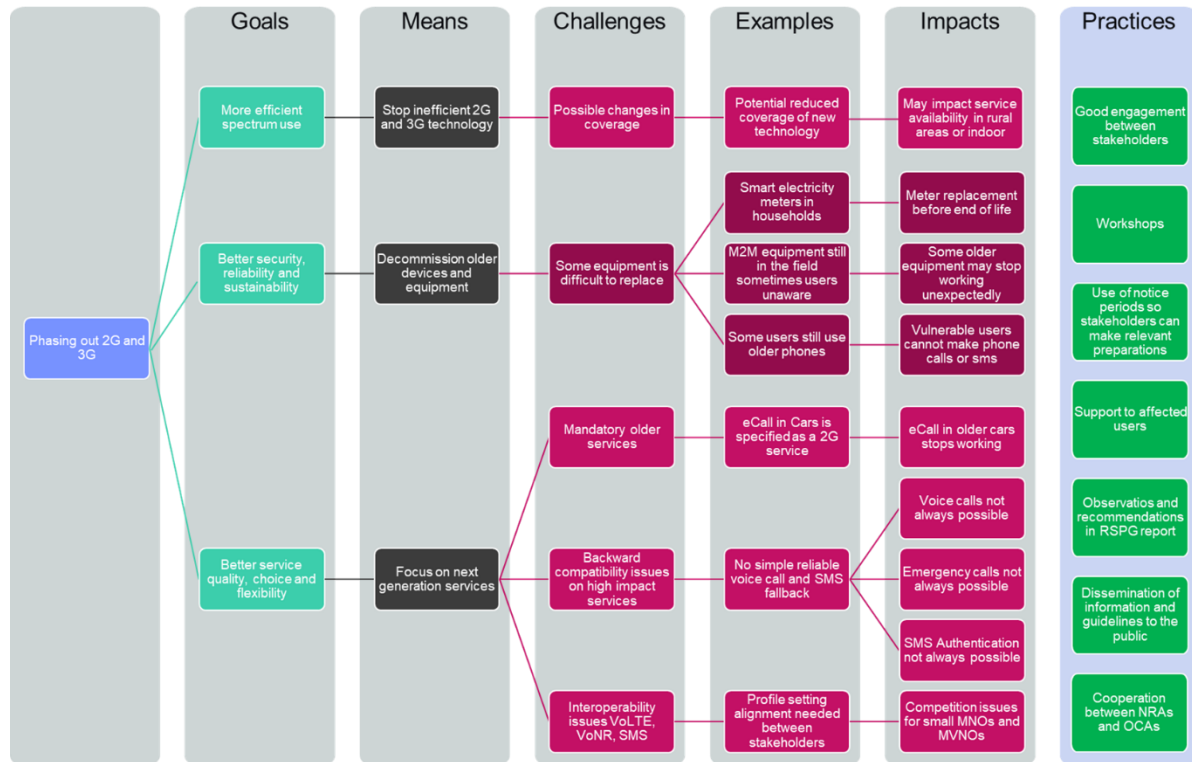 Goals
Means
Challenges
Examples
Impacts
Practices
Phasing out 2G and
3G
More efficient
spectrum use
Stop inefficient 2G
and 3G technology
Possible changes in
coverage
Potential reduced
coverage of new
technology
May impact service
availability in rural
areas or indoor
Better security,
reliability and
sustainability
Decommission older
devices and
equipment
Some equipment is
difficult to replace
Smart electricity
meters in
households
Meter replacement
before end of life
M2M equipment still
in the field
sometimes users
unaware
Some older
equipment may stop
working
unexpectedly
Some users still use
older phones
Vulnerable users
cannot make phone
calls or sms
Better service
quality, choice and
flexibility
Focus on next
generation services
Mandatory older
services
eCall in Cars is
specified as a 2G
service
eCall in older cars
stops working
Backward
compatibility issues
on high impact
services
No simple reliable
voice call and SMS
fallback
Voice calls not
always possible
Emergency calls not
always possible
SMS Authentication
not always possible
Interoperability
issues VoLTE,
VoNR, SMS
Profile setting
alignment needed
between
stakeholders
Competition issues
for small MNOs and
MVNOs
Good engagement
between
stakeholders
Workshops
Use of notice
periods so
stakeholders can
make relevant
preparations
Support to affected
users
Observatios and
recommendations
in RSPG report
Dissemination of
information and
guidelines to the
public
Cooperation
between NRAs
and OCAs